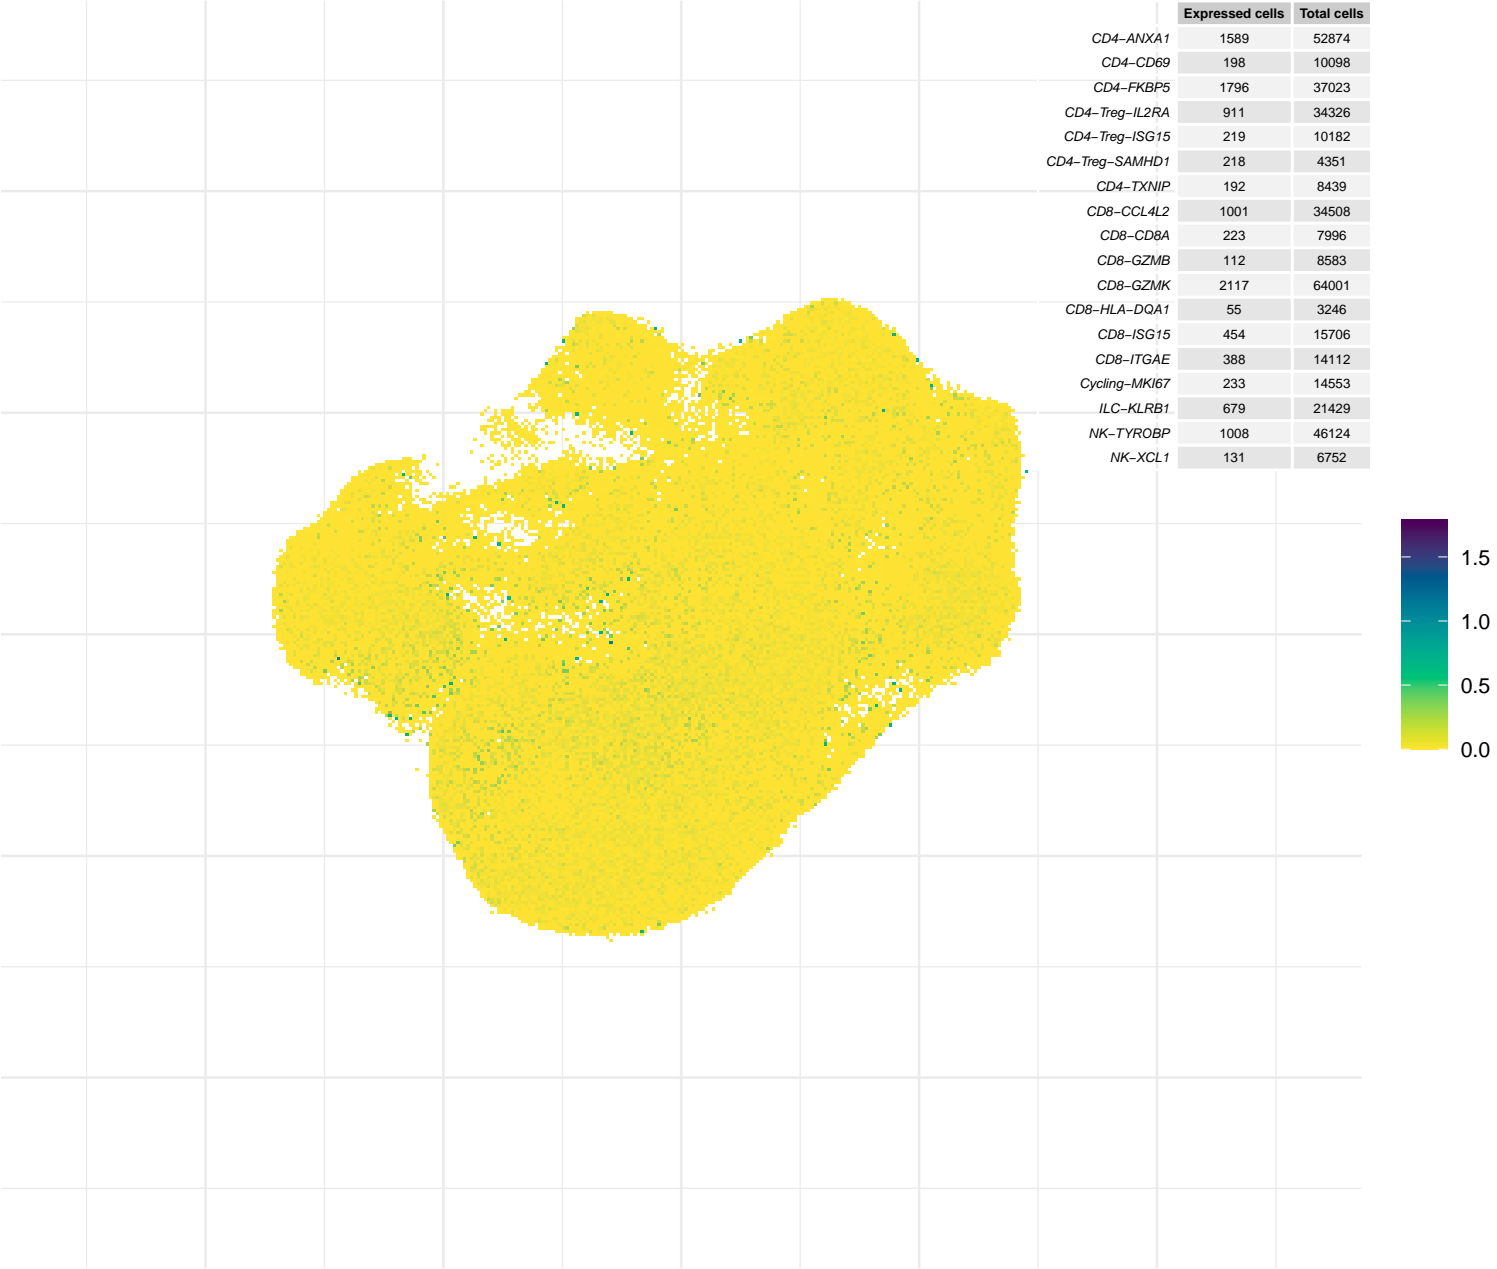 Expressed cells Total cells
CD4−ANXA1 1589 52874
CD4−CD69 198 10098
CD4−FKBP5 1796 37023
CD4−Treg−IL2RA 911 34326
CD4−Treg−ISG15 219 10182
CD4−Treg−SAMHD1 218 4351
CD4−TXNIP 192 8439
CD8−CCL4L2 1001 34508
CD8−CD8A 223 7996
CD8−GZMB 112 8583
CD8−GZMK 2117 64001
CD8−HLA−DQA1 55 3246
CD8−ISG15 454 15706
CD8−ITGAE 388 14112
Cycling−MKI67 233 14553
ILC−KLRB1 679 21429
NK−TYROBP 1008 46124
NK−XCL1 131 6752
1.5
1.0
0.5
0.0